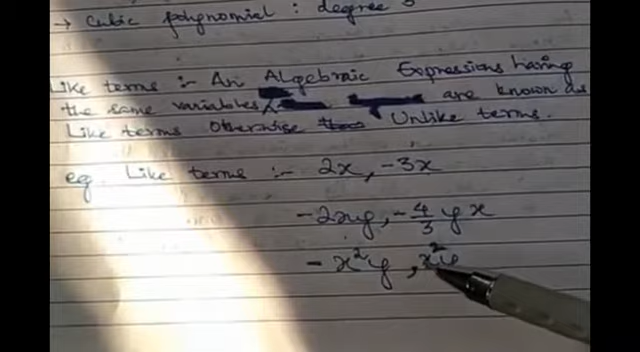 → Cubic polynomial : degree 3
Like terms :- An Algebraic Expressions having
the same variables are known as
Like terms otherwise Unlike terms.
eg. Like terms :- 2x, -3x
-2xy, -4/3 yx
- x²y, x²y